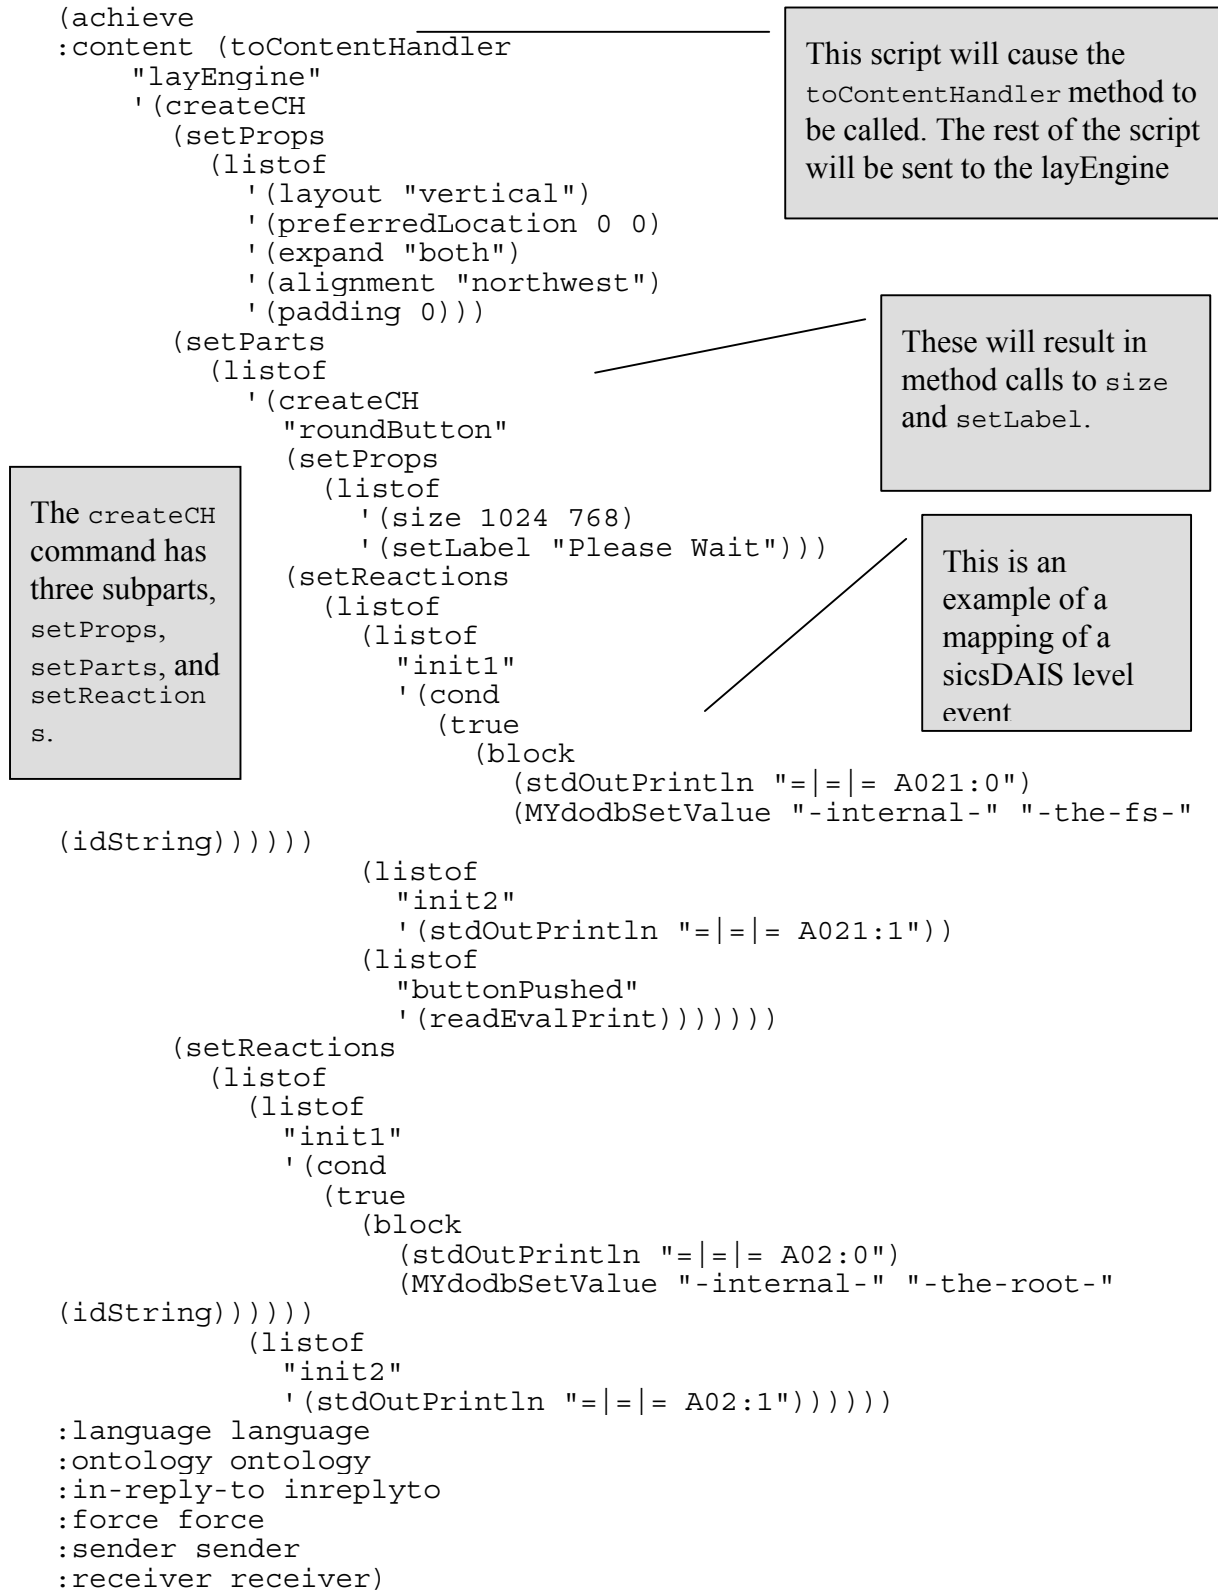 (achieve
:content (toContentHandler
"layEngine"
'(createCH
(setProps
(listof
'(layout "vertical")
'(preferredLocation 0 0)
'(expand "both")
'(alignment "northwest")
'(padding 0)))
(setParts
(listof
'(createCH
"roundButton"
(setProps
(listof
'(size 1024 768)
'(setLabel "Please Wait")))
(setReactions
(listof
(listof
"init1"
'(cond
(true
(block
(stdOutPrintln "=|=|= A021:0")
(MYdodbSetValue "-internal-" "-the-fs-"
(idString))))))
(listof
"init2"
'(stdOutPrintln "=|=|= A021:1"))
(listof
"buttonPushed"
'(readEvalPrint)))))))
(setReactions
(listof
(listof
"init1"
'(cond
(true
(block
(stdOutPrintln "=|=|= A02:0")
(MYdodbSetValue "-internal-" "-the-root-"
(idString))))))
(listof
"init2"
'(stdOutPrintln "=|=|= A02:1"))))))
:language language
:ontology ontology
:in-reply-to inreplyto
:force force
:sender sender
:receiver receiver)
This script will cause the
toContentHandler method to
be called. The rest of the script
will be sent to the layEngine
These will result in
method calls to size
and setLabel.
The createCH
command has
three subparts,
setProps,
setParts, and
setReaction
s.
This is an
example of a
mapping of a
sicsDAIS level
event